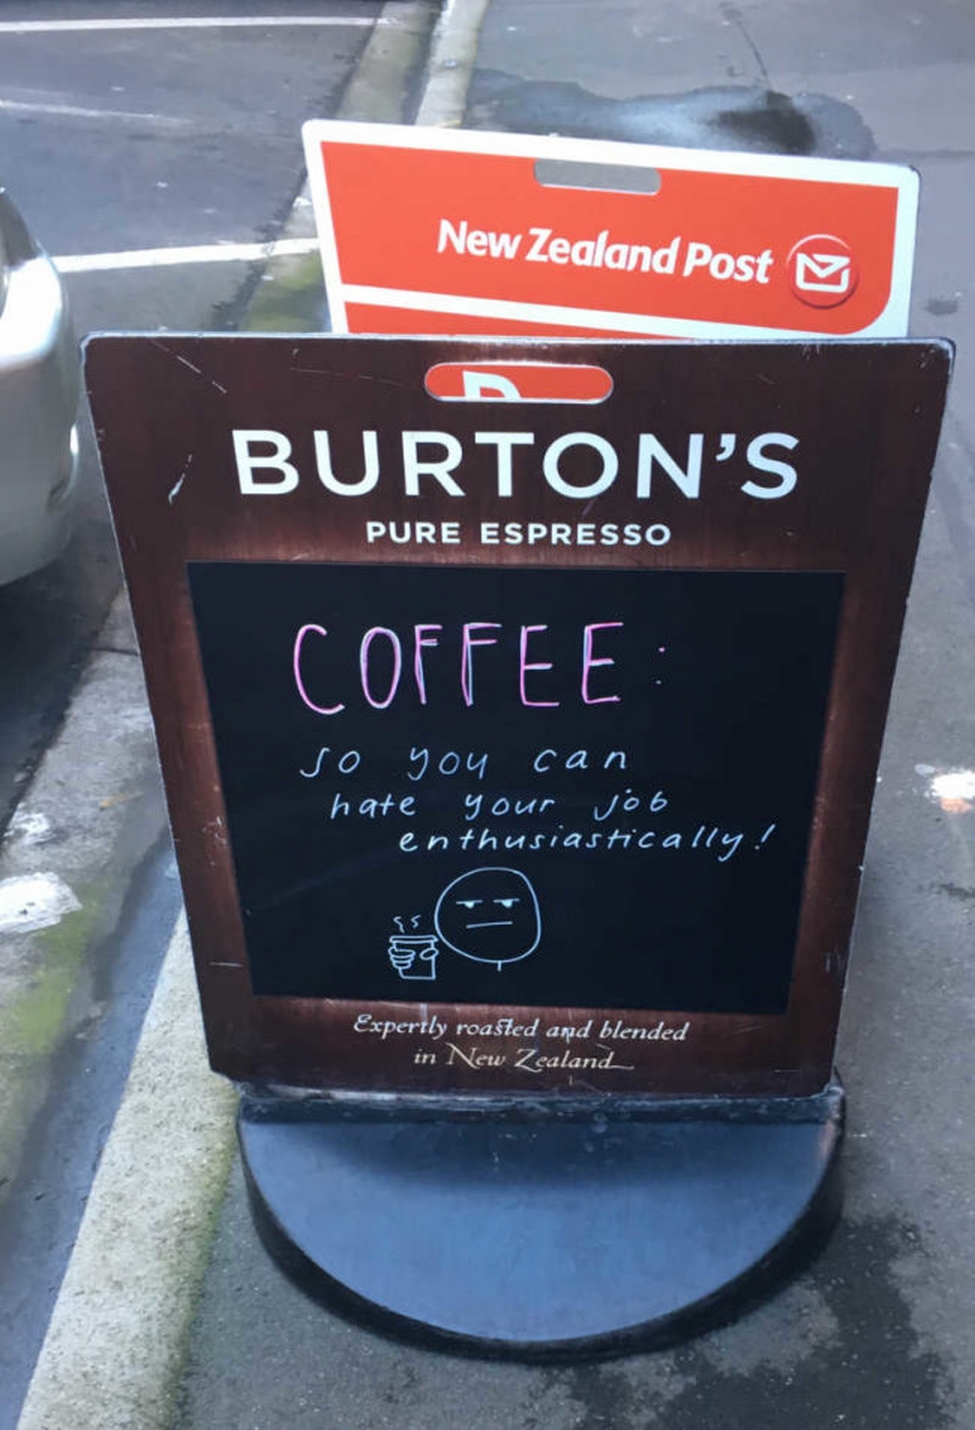 New Zealand Post
BURTON'S
PURE ESPRESSO
COFFEE:
so you can
hate your job
enthusiastically!
Expertly roasted and blended
in New Zealand